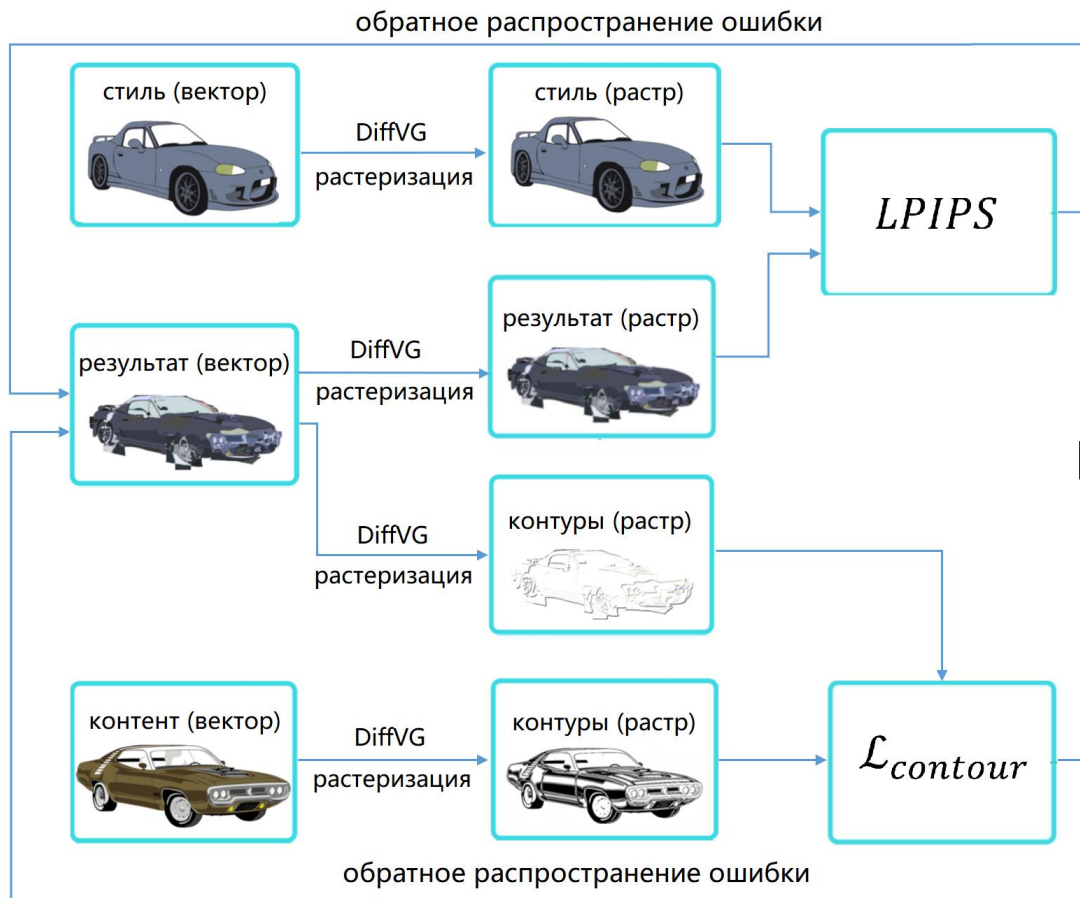 обратное распространение ошибки
стиль (вектор)
DiffVG
растеризация
стиль (растр)
LPIPS
результат (вектор)
DiffVG
растеризация
результат (растр)
DiffVG
растеризация
контуры (растр)
контент (вектор)
DiffVG
растеризация
контуры (растр)
ℒcontour
обратное распространение ошибки